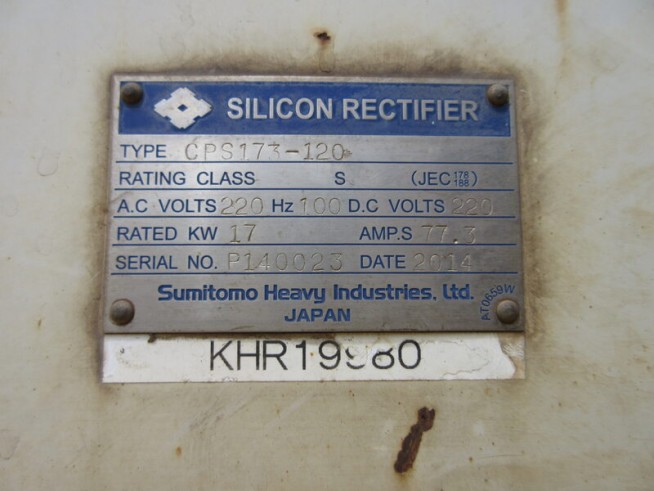 SILICON RECTIFIER
TYPE CPS173-120
RATING CLASS S (JEC 178 188)
A.C VOLTS 220 Hz 100 D.C VOLTS 220
RATED KW 17 AMP.S 77.3
SERIAL NO. P140023 DATE 2014
Sumitomo Heavy Industries, Ltd.
JAPAN
AT0659W
KHR19980